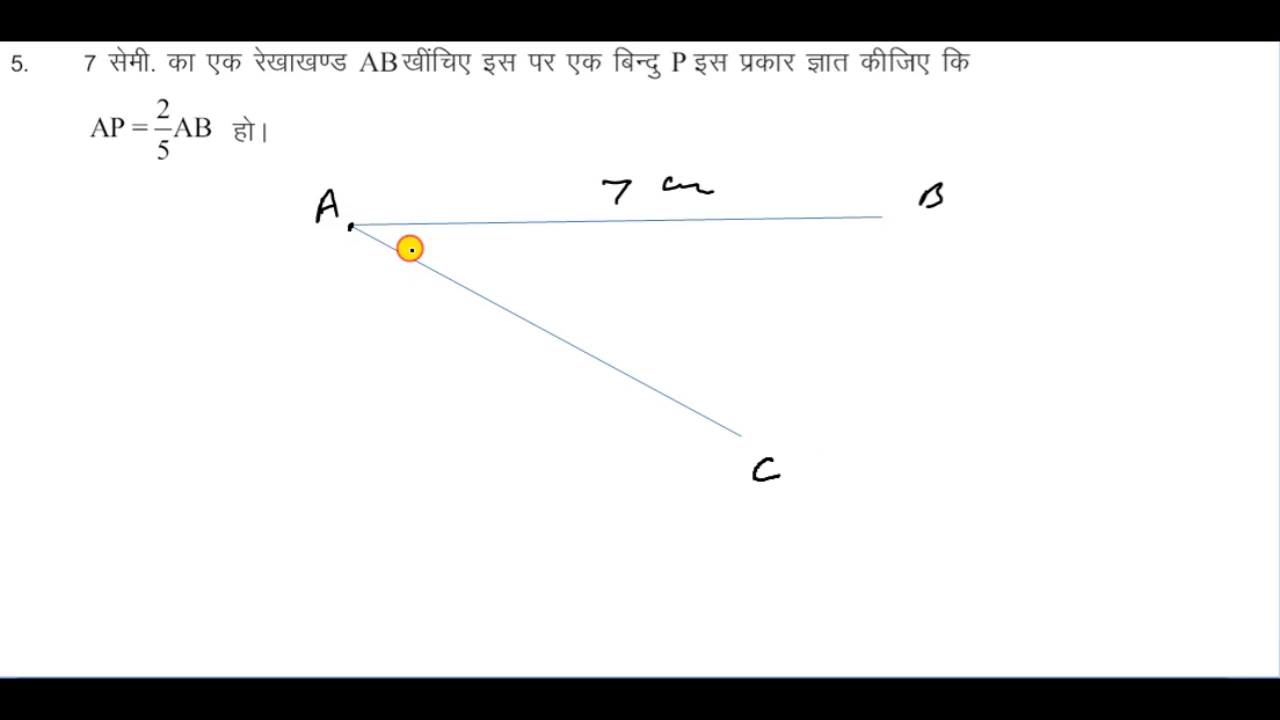 5. 7 सेमी. का एक रेखाखण्ड AB खींचिए इस पर एक बिन्दु P इस प्रकार ज्ञात कीजिए कि
AP = 2/5 AB हो।
7 cm
A B
C